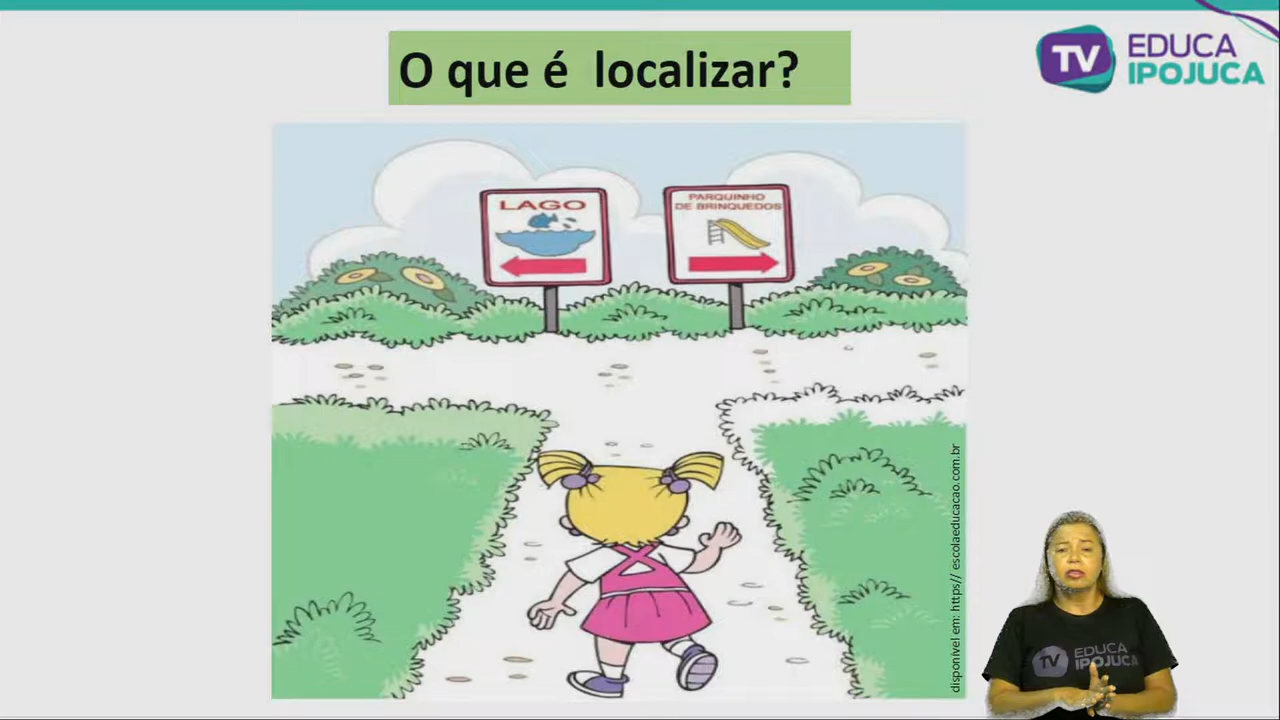 O que é localizar?
TV EDUCA
IPOJUCA
LAGO
PARQUINHO
DE BRINQUEDOS
disponível em: https// escolaeducacao.com.br
TV EDUCA
IPOJUCA